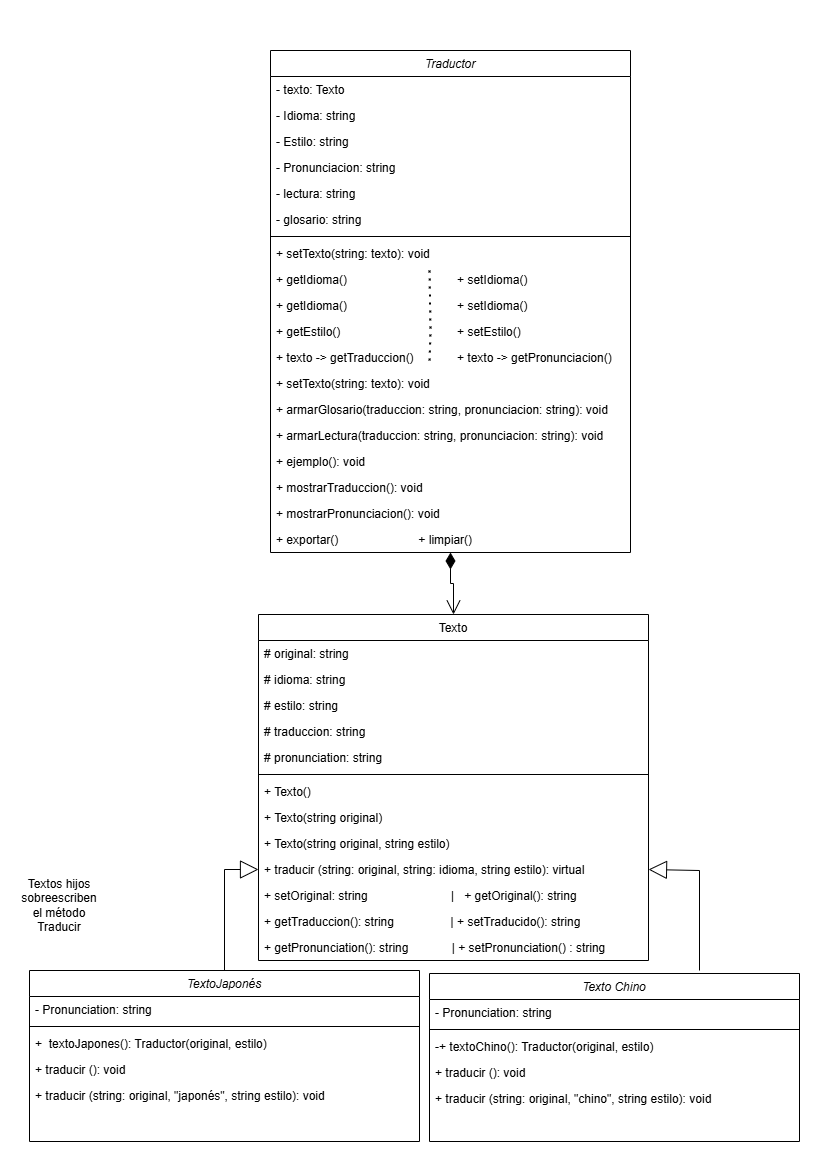 Traductor
- texto: Texto
- Idioma: string
- Estilo: string
- Pronunciacion: string
- lectura: string
- glosario: string
+ setTexto(string: texto): void
+ getIdioma() + setIdioma()
+ getIdioma() + setIdioma()
+ getEstilo() + setEstilo()
+ texto -> getTraduccion() + texto -> getPronunciacion()
+ setTexto(string: texto): void
+ armarGlosario(traduccion: string, pronunciacion: string): void
+ armarLectura(traduccion: string, pronunciacion: string): void
+ ejemplo(): void
+ mostrarTraduccion(): void
+ mostrarPronunciacion(): void
+ exportar() + limpiar()
Texto
# original: string
# idioma: string
# estilo: string
# traduccion: string
# pronunciation: string
+ Texto()
+ Texto(string original)
+ Texto(string original, string estilo)
+ traducir (string: original, string: idioma, string estilo): virtual
+ setOriginal: string | + getOriginal(): string
+ getTraduccion(): string | + setTraducido(): string
+ getPronunciation(): string | + setPronunciation() : string
Textos hijos
sobreescriben
el método
Traducir
TextoJaponés
- Pronunciation: string
+ textoJapones(): Traductor(original, estilo)
+ traducir (): void
+ traducir (string: original, "japonés", string estilo): void
Texto Chino
- Pronunciation: string
-+ textoChino(): Traductor(original, estilo)
+ traducir (): void
+ traducir (string: original, "chino", string estilo): void